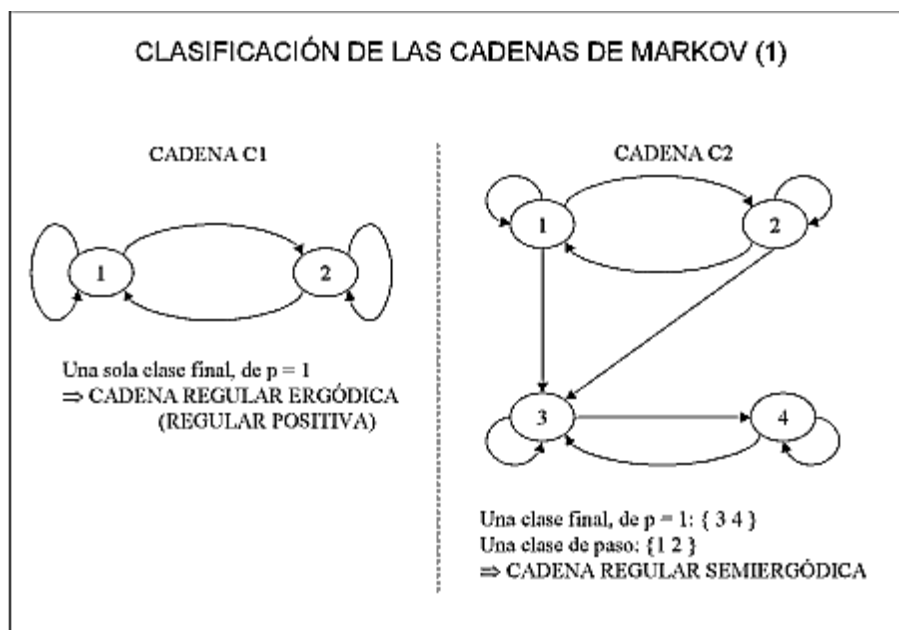 CLASIFICACIÓN DE LAS CADENAS DE MARKOV (1)
CADENA C1
1
2
Una sola clase final, de p = 1
⇒ CADENA REGULAR ERGÓDICA
(REGULAR POSITIVA)
CADENA C2
1
2
3
4
Una clase final, de p = 1: { 3 4 }
Una clase de paso: {1 2 }
⇒ CADENA REGULAR SEMIERGÓDICA